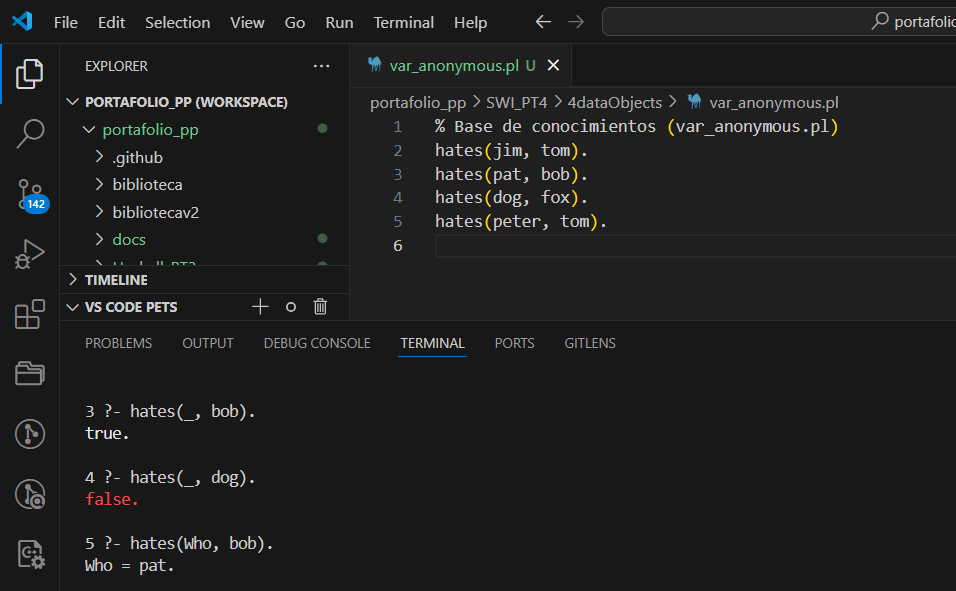 File Edit Selection View Go Run Terminal Help
portafolio
EXPLORER
var_anonymous.pl U
PORTAFOLIO_PP (WORKSPACE)
portafolio_pp
.github
biblioteca
bibliotecav2
docs
TIMELINE
VS CODE PETS
142
portafolio_pp > SWI_PT4 > 4dataObjects > var_anonymous.pl
1 % Base de conocimientos (var_anonymous.pl)
2 hates(jim, tom).
3 hates(pat, bob).
4 hates(dog, fox).
5 hates(peter, tom).
6
PROBLEMS OUTPUT DEBUG CONSOLE TERMINAL PORTS GITLENS
3 ?- hates(_, bob).
true.
4 ?- hates(_, dog).
false.
5 ?- hates(Who, bob).
Who = pat.